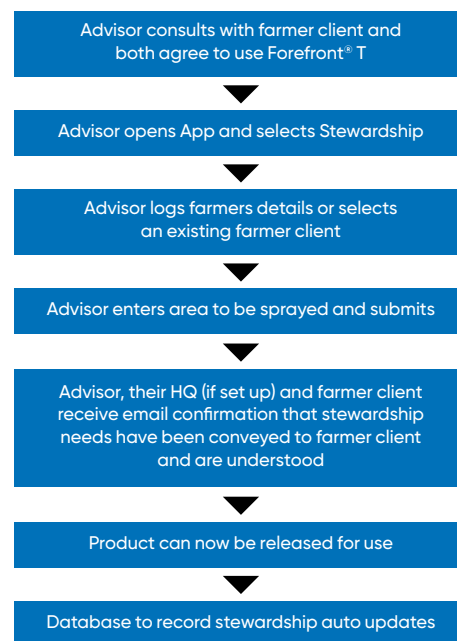 Advisor consults with farmer client and
both agree to use Forefront® T
Advisor opens App and selects Stewardship
Advisor logs farmers details or selects
an existing farmer client
Advisor enters area to be sprayed and submits
Advisor, their HQ (if set up) and farmer client
receive email confirmation that stewardship
needs have been conveyed to farmer client
and are understood
Product can now be released for use
Database to record stewardship auto updates